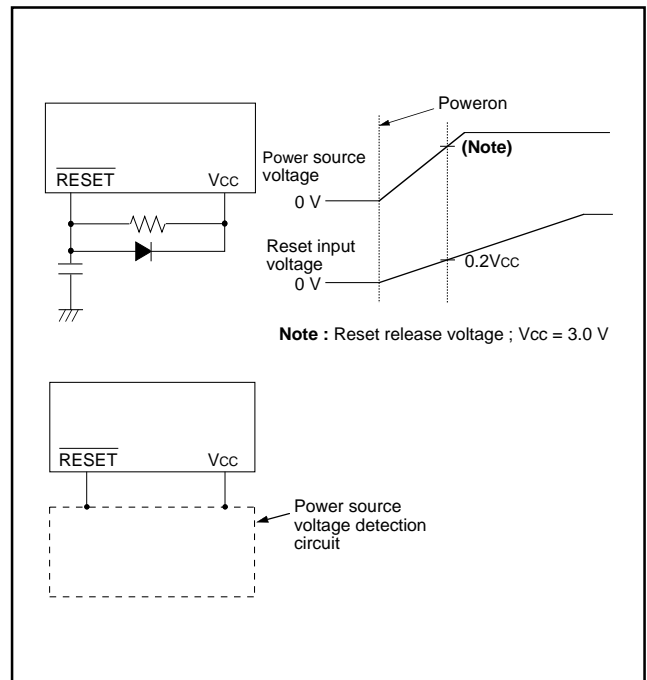 Poweron
(Note)
Power source
voltage
0 V
RESET
Vcc
Reset input
voltage
0 V
0.2Vcc
Note : Reset release voltage ; Vcc = 3.0 V
RESET
Vcc
Power source
voltage detection
circuit